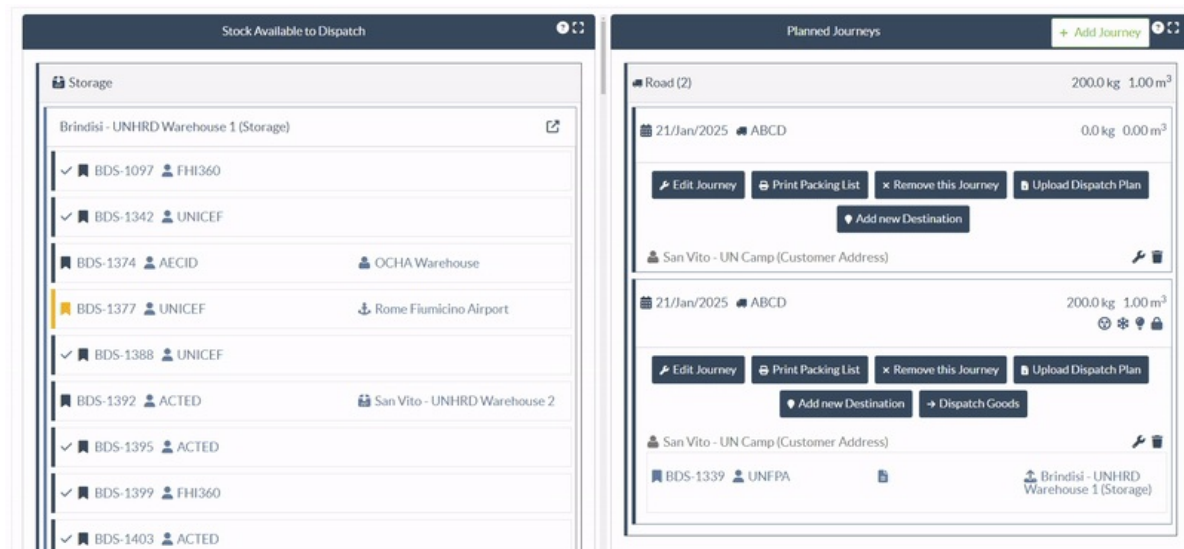 Stock Available to Dispatch
Storage
Brindisi - UNHRD Warehouse 1 (Storage)
BDS-1097 FHI360
BDS-1342 UNICEF
BDS-1374 AECID OCHA Warehouse
BDS-1377 UNICEF Rome Fiumicino Airport
BDS-1388 UNICEF
BDS-1392 ACTED San Vito - UNHRD Warehouse 2
BDS-1395 ACTED
BDS-1399 FHI360
BDS-1403 ACTED
Planned Journeys + Add Journey
Road (2) 200.0 kg 1.00 m³
21/Jan/2025 ABCD 0.0 kg 0.00 m³
Edit Journey Print Packing List × Remove this Journey Upload Dispatch Plan
Add new Destination
San Vito - UN Camp (Customer Address)
21/Jan/2025 ABCD 200.0 kg 1.00 m³
Edit Journey Print Packing List × Remove this Journey Upload Dispatch Plan
Add new Destination → Dispatch Goods
San Vito - UN Camp (Customer Address)
BDS-1339 UNFPA Brindisi - UNHRD
Warehouse 1 (Storage)